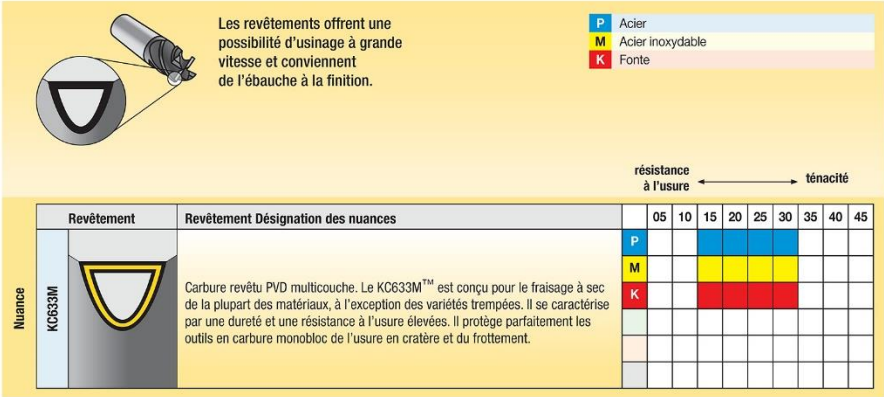 Les revêtements offrent une
possibilité d'usinage à grande
vitesse et conviennent
de l'ébauche à la finition.
P Acier
M Acier inoxydable
K Fonte
résistance
à l'usure
ténacité
Revêtement Revêtement Désignation des nuances 05 10 15 20 25 30 35 40 45
Nuance
KC633M
Carbure revêtu PVD multicouche. Le KC633M™ est conçu pour le fraisage à sec
de la plupart des matériaux, à l'exception des variétés trempées. Il se caractérise
par une dureté et une résistance à l'usure élevées. Il protège parfaitement les
outils en carbure monobloc de l'usure en cratère et du frottement.
P
M
K